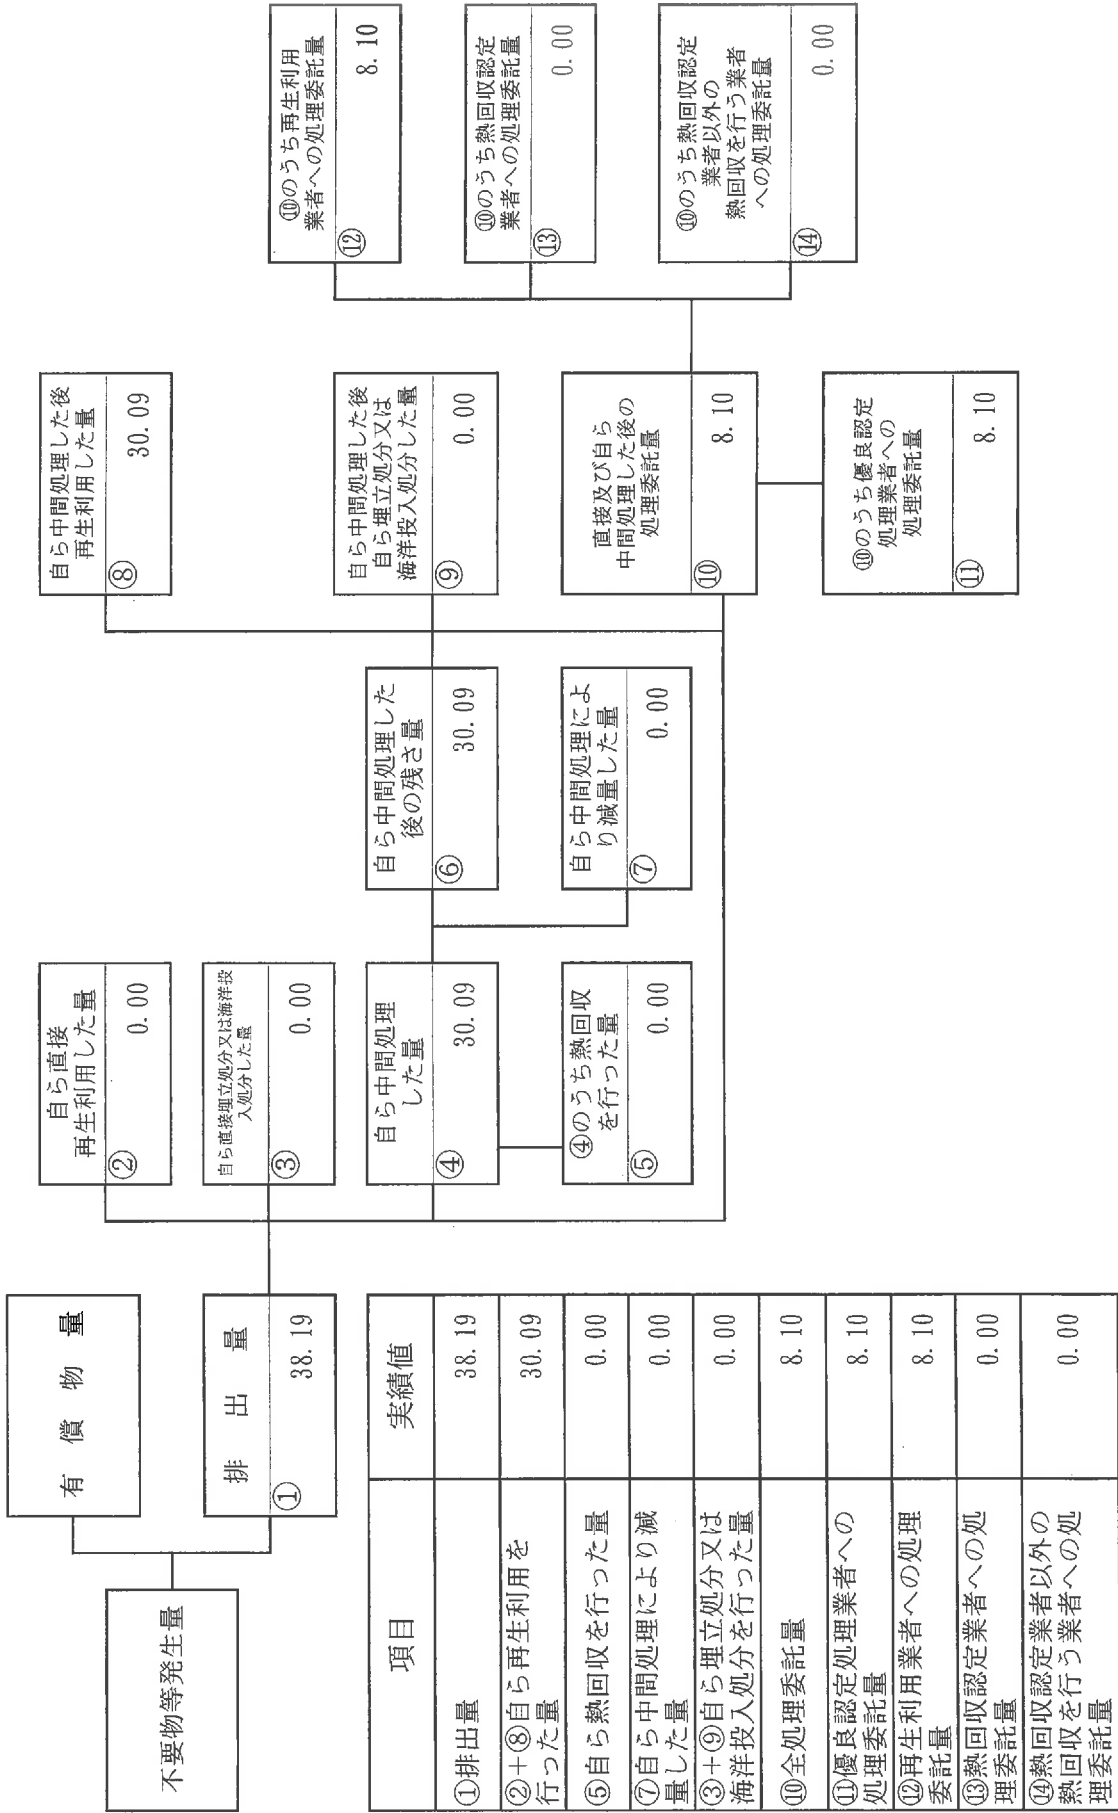 不要物等発生量
有償物量
排出量
①
38.19
自ら直接
再生利用した量
②
0.00
自ら直接埋立処分又は海洋投
入処分した量
③
0.00
自ら中間処理
した量
④
30.09
④のうち熱回収
を行った量
⑤
0.00
自ら中間処理した
後の残さ量
⑥
30.09
自ら中間処理によ
り減量した量
⑦
0.00
自ら中間処理した後
再生利用した量
⑧
30.09
自ら中間処理した後
自ら埋立処分又は
海洋投入処分した量
⑨
0.00
直接及び自ら
中間処理した後の
処理委託量
⑩
8.10
⑩のうち優良認定
処理業者への
処理委託量
⑪
8.10
⑩のうち再生利用
業者への処理委託量
⑫
8.10
⑩のうち熱回収認定
業者への処理委託量
⑬
0.00
⑩のうち熱回収認定
業者以外の
熱回収を行う業者
への処理委託量
⑭
0.00
項目 実績値
①排出量 38.19
②+⑧自ら再生利用を
行った量 30.09
⑤自ら熱回収を行った量 0.00
⑦自ら中間処理により減
量した量 0.00
③+⑨自ら埋立処分又は
海洋投入処分を行った量 0.00
⑩全処理委託量 8.10
⑪優良認定処理業者への
処理委託量 8.10
⑫再生利用業者への処理
委託量 8.10
⑬熱回収認定業者への処
理委託量 0.00
⑭熱回収認定業者以外の
熱回収を行う業者への処
理委託量 0.00